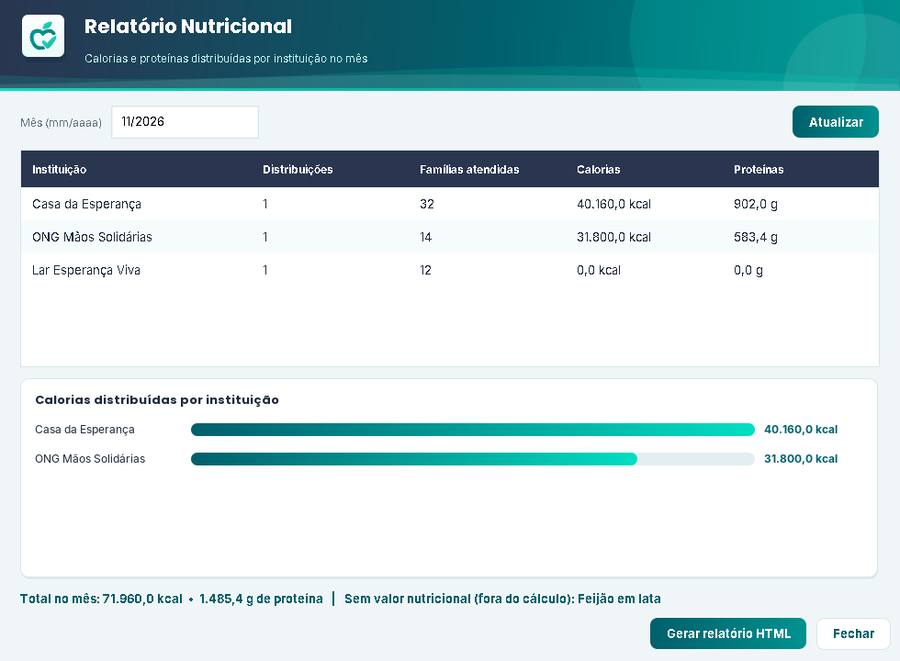 Relatório Nutricional
Calorias e proteínas distribuídas por instituição no mês
Mês (mm/aaaa) 11/2026 Atualizar
Instituição Distribuições Famílias atendidas Calorias Proteínas
Casa da Esperança 1 32 40.160,0 kcal 902,0 g
ONG Mãos Solidárias 1 14 31.800,0 kcal 583,4 g
Lar Esperança Viva 1 12 0,0 kcal 0,0 g
Calorias distribuídas por instituição
Casa da Esperança 40.160,0 kcal
ONG Mãos Solidárias 31.800,0 kcal
Total no mês: 71.960,0 kcal • 1.485,4 g de proteína | Sem valor nutricional (fora do cálculo): Feijão em lata
Gerar relatório HTML Fechar